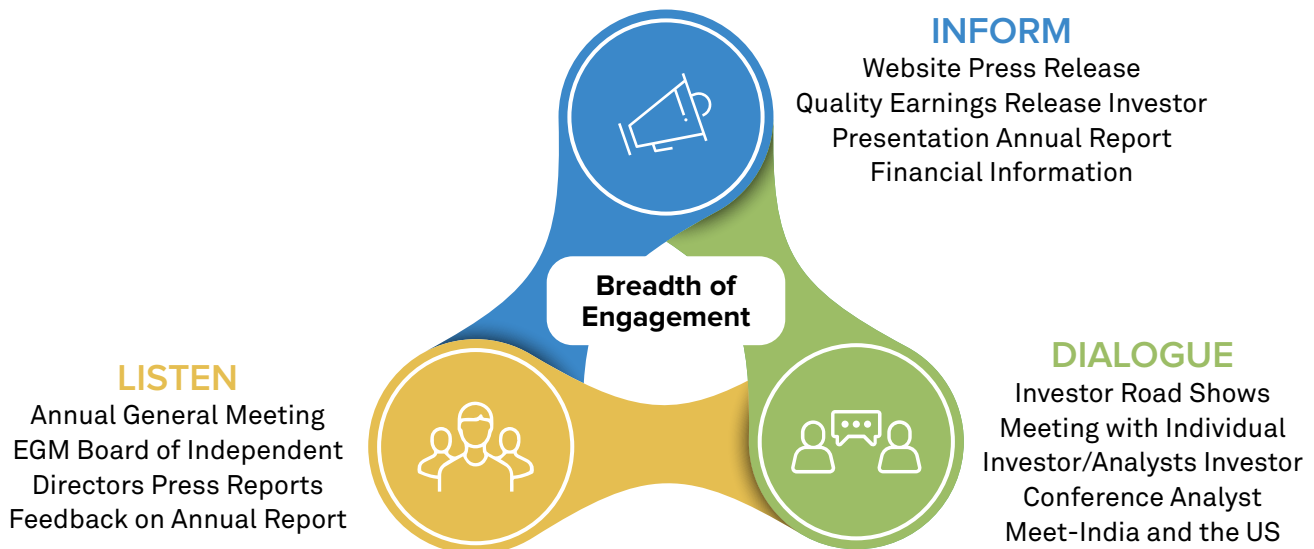 INFORM
Website Press Release
Quality Earnings Release Investor
Presentation Annual Report
Financial Information
Breadth of
Engagement
LISTEN
Annual General Meeting
EGM Board of Independent
Directors Press Reports
Feedback on Annual Report
DIALOGUE
Investor Road Shows
Meeting with Individual
Investor/Analysts Investor
Conference Analyst
Meet-India and the US